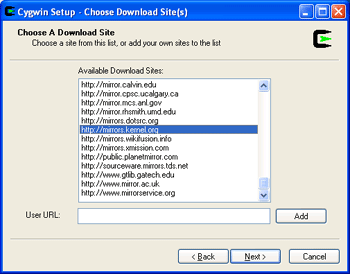 Cygwin Setup - Choose Download Site(s)
Choose A Download Site
Choose a site from this list, or add your own sites to the list
Available Download Sites:
http://mirror.calvin.edu
http://mirror.cpsc.ucalgary.ca
http://mirror.mcs.anl.gov
http://mirror.rhsmith.umd.edu
http://mirrors.dotsrc.org
http://mirrors.kernel.org
http://mirrors.wikifusion.info
http://mirrors.xmission.com
http://public.planetmirror.com
http://sourceware.mirrors.tds.net
http://www.gtlib.gatech.edu
http://www.mirror.ac.uk
http://www.mirrorservice.org
User URL:
Add
< Back
Next >
Cancel